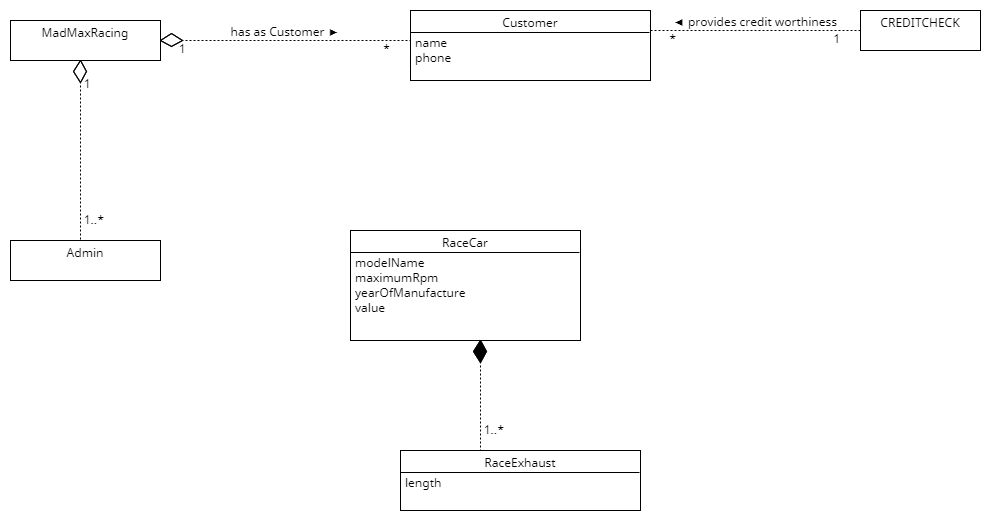 MadMaxRacing
1
has as Customer ►
*
Customer
name
phone
◄ provides credit worthiness
*
1
CREDITCHECK
1
1..*
Admin
RaceCar
modelName
maximumRpm
yearOfManufacture
value
1..*
RaceExhaust
length